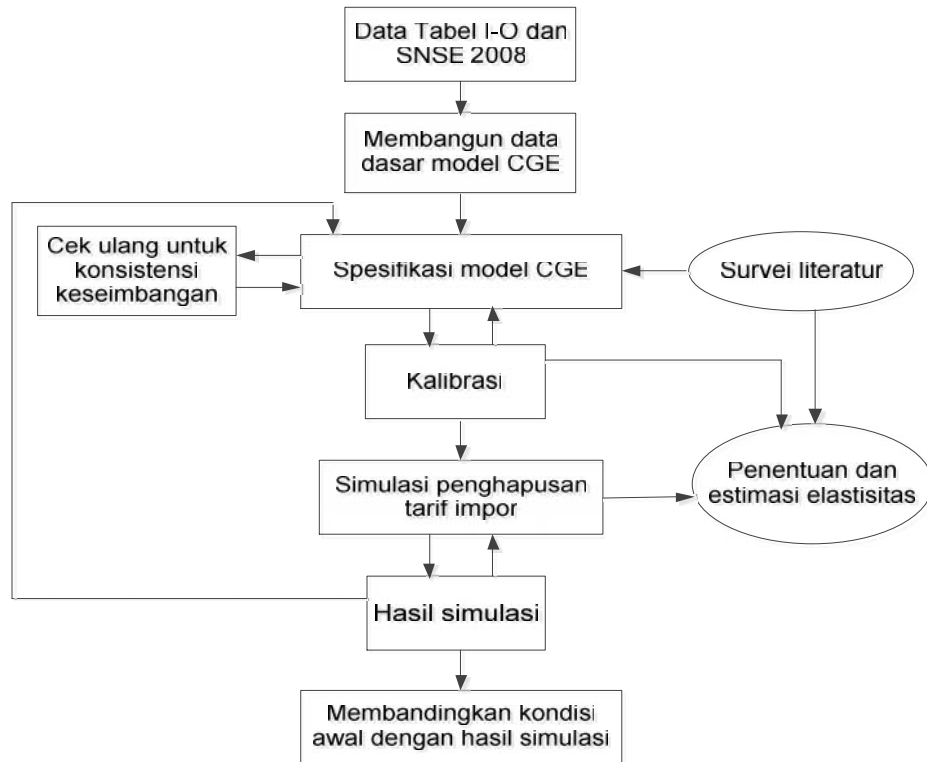 Data Tabel I-O dan
SNSE 2008
Membangun data
dasar model CGE
Cek ulang untuk
konsistensi
keseimbangan
Spesifikasi model CGE
Survei literatur
Kalibrasi
Simulasi penghapusan
tarif impor
Penentuan dan
estimasi elastisitas
Hasil simulasi
Membandingkan kondisi
awal dengan hasil simulasi